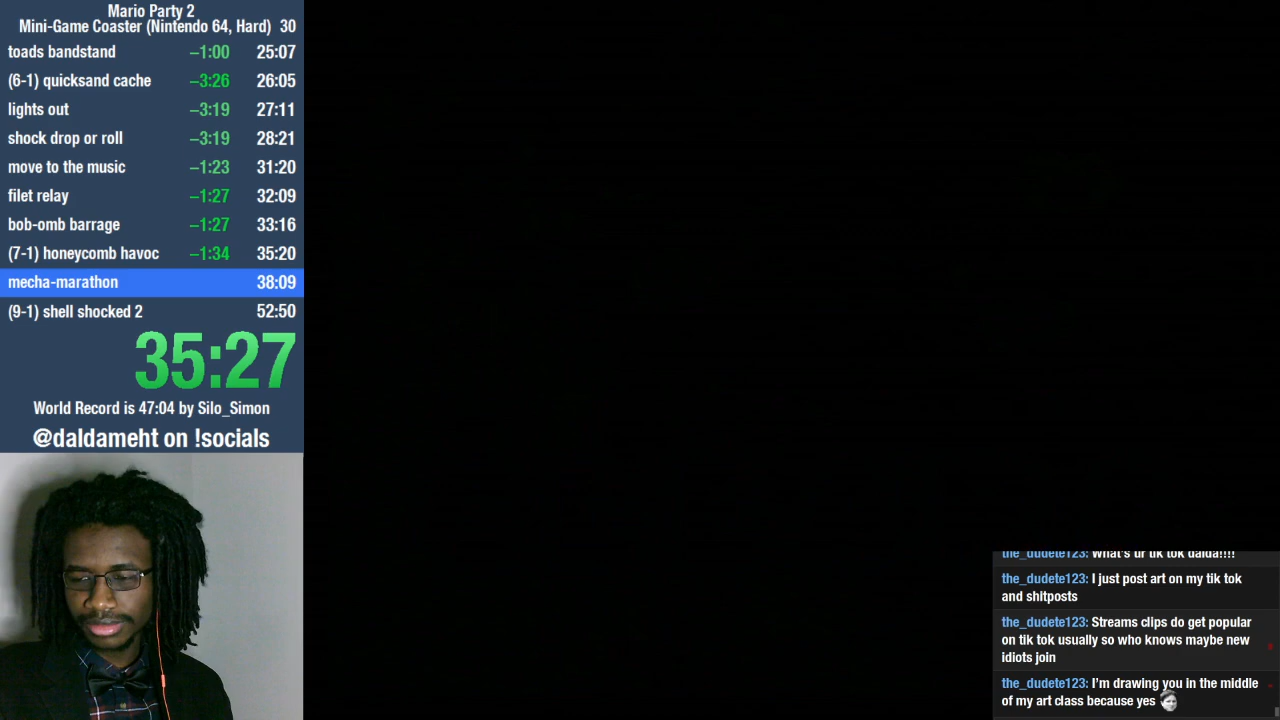 Mario Party 2
Mini-Game Coaster (Nintendo 64, Hard) 30
toads bandstand –1:00 25:07
(6-1) quicksand cache –3:26 26:05
lights out –3:19 27:11
shock drop or roll –3:19 28:21
move to the music –1:23 31:20
filet relay –1:27 32:09
bob-omb barrage –1:27 33:16
(7-1) honeycomb havoc –1:34 35:20
mecha-marathon 38:09
(9-1) shell shocked 2 52:50
35:27
World Record is 47:04 by Silo_Simon
@daldameht on !socials
the_dudete123: What's ur tik tok dalda!!!!
the_dudete123: I just post art on my tik tok
and shitposts
the_dudete123: Streams clips do get popular
on tik tok usually so who knows maybe new
idiots join
the_dudete123: I'm drawing you in the middle
of my art class because yes